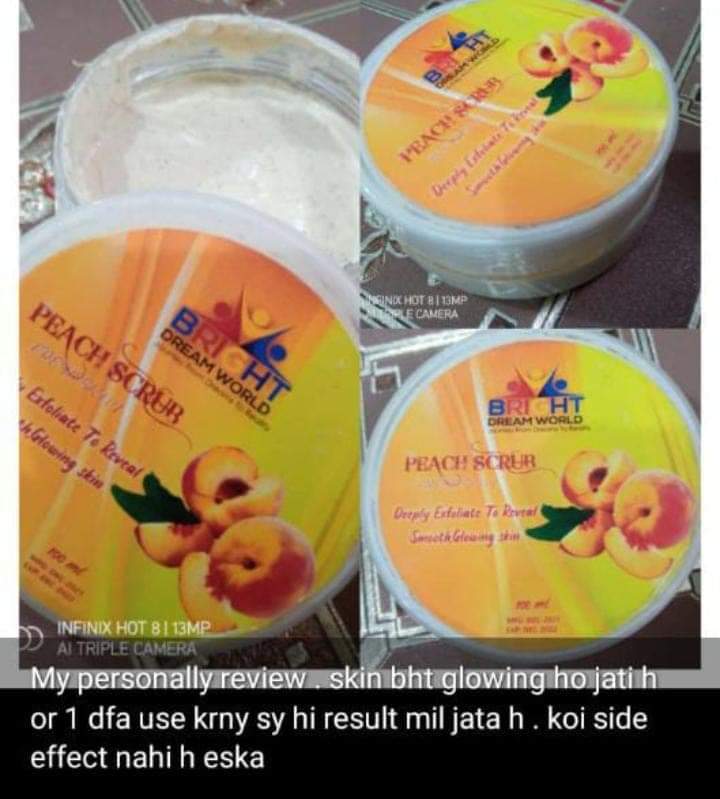 BRIGHT
DREAM WORLD
PEACH SCRUB
Deeply Exfoliate To Reveal
Smooth Glowing skin
INFINIX HOT 8 | 13MP
AI TRIPLE CAMERA
BRIGHT
DREAM WORLD
PEACH SCRUB
Exfoliate To Reveal
Glowing skin
100 ml
INFINIX HOT 8 | 13MP
AI TRIPLE CAMERA
BRIGHT
DREAM WORLD
PEACH SCRUB
Deeply Exfoliate To Reveal
Smooth Glowing skin
100 ml
My personally review . skin bht glowing ho jati h
or 1 dfa use krny sy hi result mil jata h . koi side
effect nahi h eska